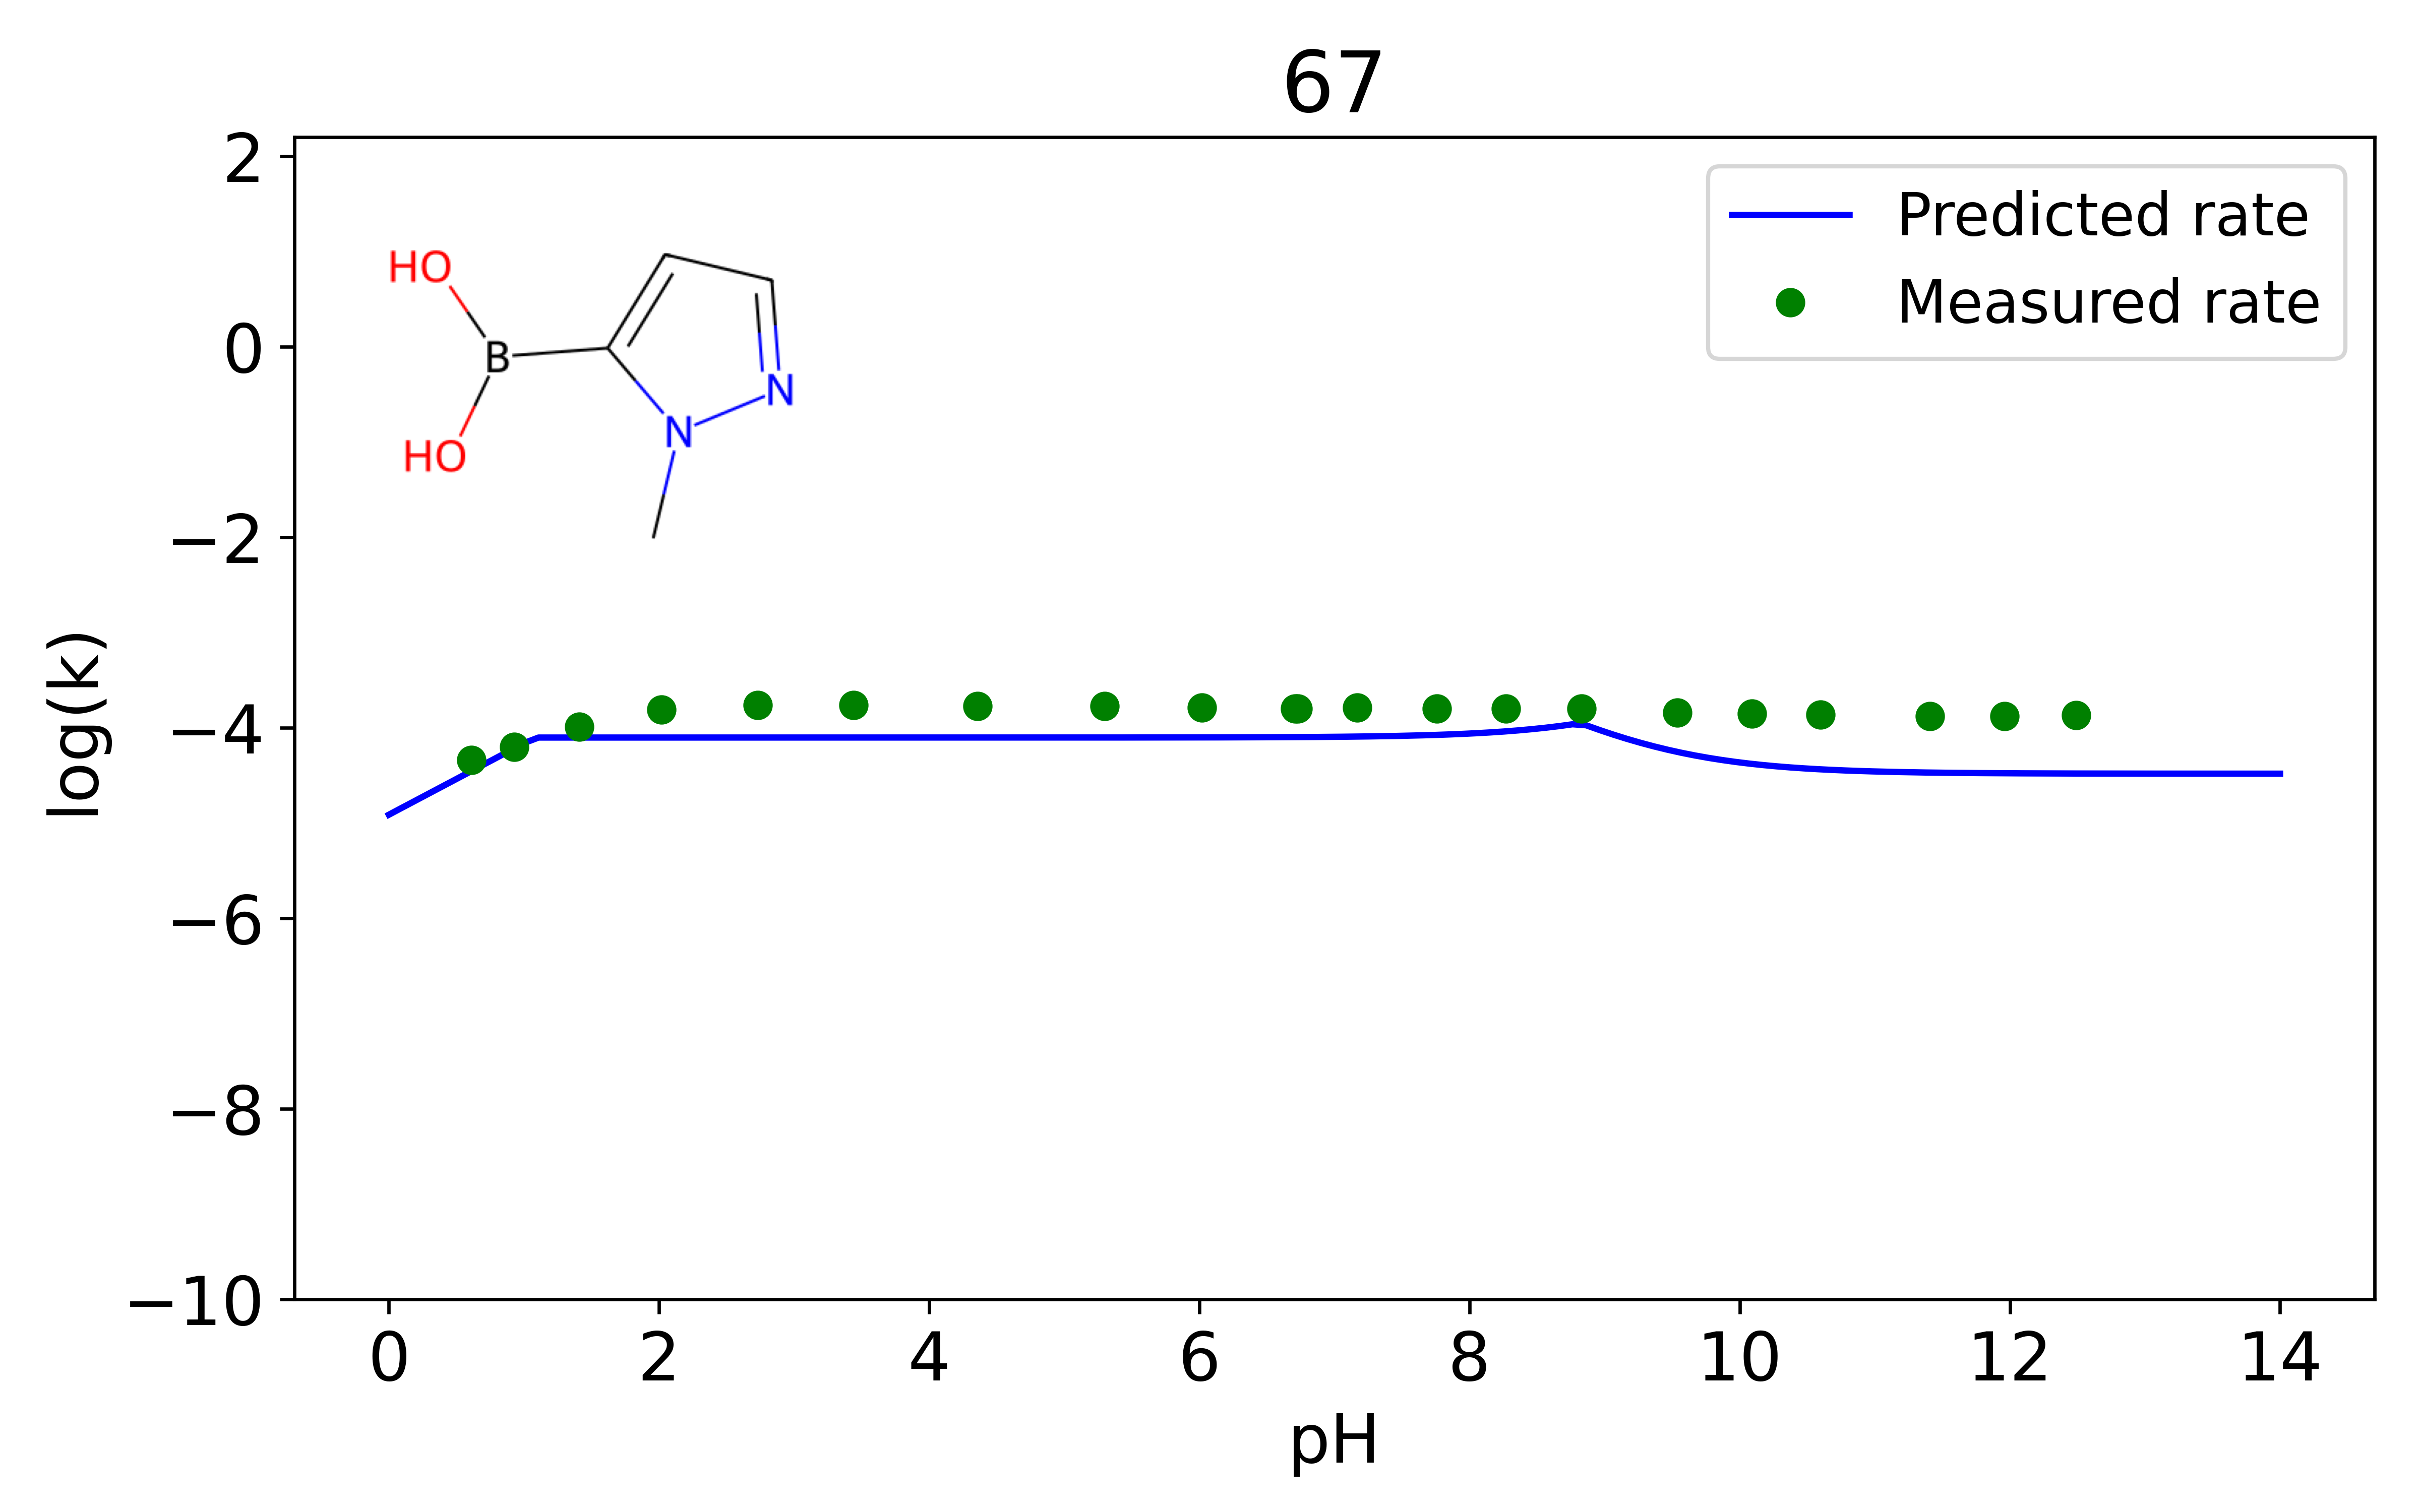 67
Predicted rate
Measured rate
HO
B
HO
N
N
log(k)
2
0
−2
−4
−6
−8
−10
0 2 4 6 8 10 12 14
pH